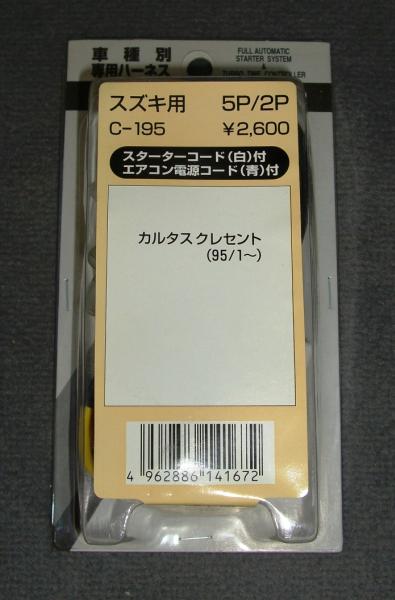 車種別
専用ハーネス
FULL AUTOMATIC
STARTER SYSTEM
&
TURBO TIME CONTROLLER
スズキ用 5P/2P
C-195 ¥2,600
スターターコード(白)付
エアコン電源コード(青)付
カルタス クレセント
(95/1~)
4 962886 141672